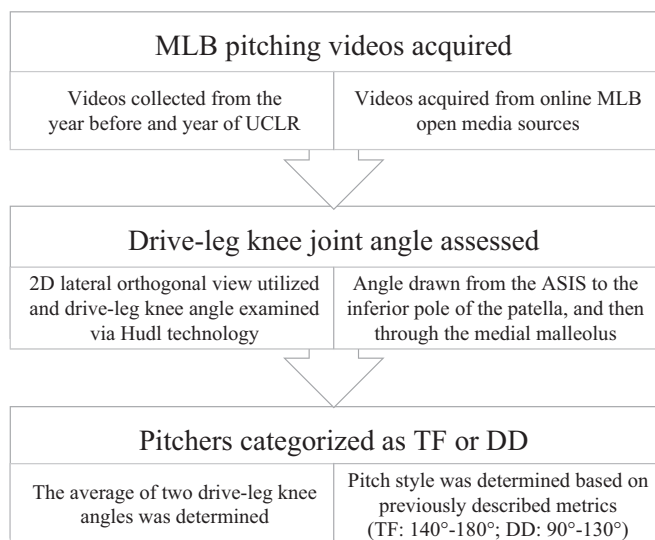 MLB pitching videos acquired
Videos collected from the
year before and year of UCLR
Videos acquired from online MLB
open media sources
Drive-leg knee joint angle assessed
2D lateral orthogonal view utilized
and drive-leg knee angle examined
via Hudl technology
Angle drawn from the ASIS to the
inferior pole of the patella, and then
through the medial malleolus
Pitchers categorized as TF or DD
The average of two drive-leg knee
angles was determined
Pitch style was determined based on
previously described metrics
(TF: 140°-180°; DD: 90°-130°)